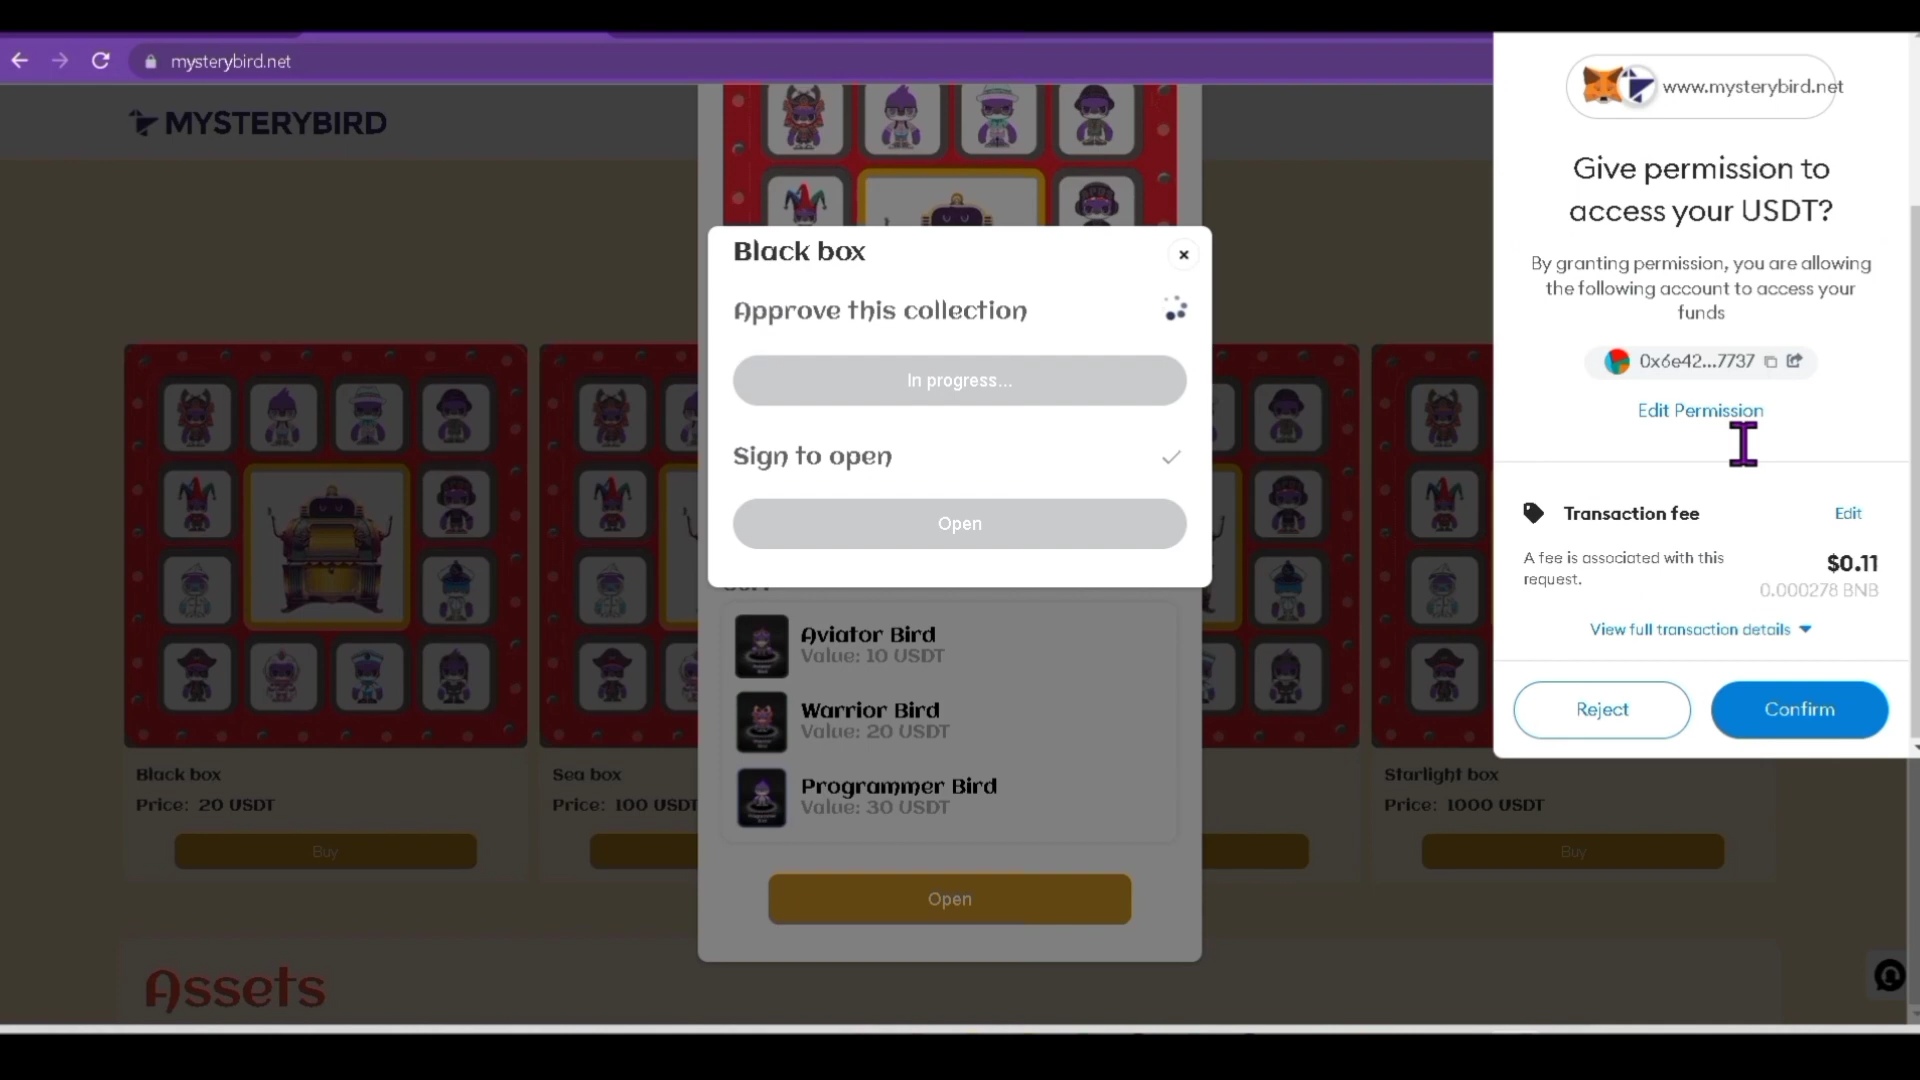 mysterybird.net
MYSTERYBIRD
Black box
Approve this collection
In progress...
Sign to open
Open
Aviator Bird
Value: 10 USDT
Warrior Bird
Value: 20 USDT
Programmer Bird
Value: 30 USDT
Open
Black box
Price: 20 USDT
Buy
Sea box
Price: 100 USDT
Starlight box
Price: 1000 USDT
Buy
Assets
www.mysterybird.net
Give permission to
access your USDT?
By granting permission, you are allowing
the following account to access your
funds
0x6e42...7737
Edit Permission
Transaction fee
Edit
A fee is associated with this
request.
$0.11
0.000278 BNB
View full transaction details
Reject
Confirm